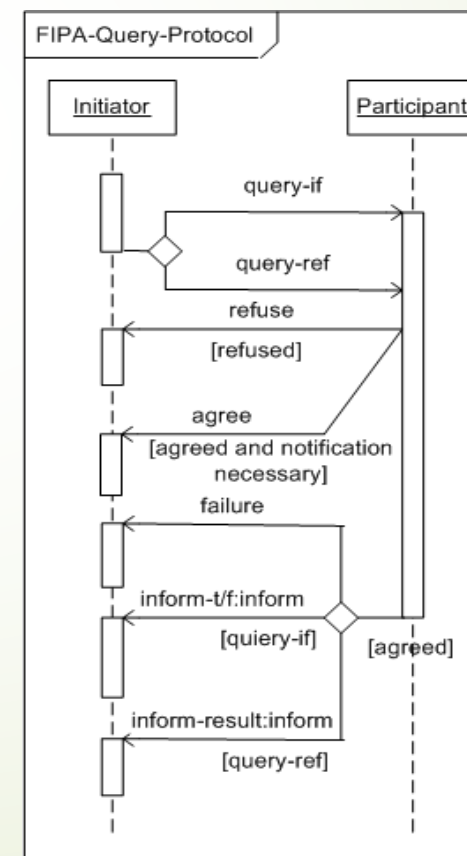 FIPA-Query-Protocol
Initiator
Participant
query-if
query-ref
refuse
[refused]
agree
[agreed and notification
necessary]
failure
inform-t/f:inform
[quiery-if]
[agreed]
inform-result:inform
[query-ref]